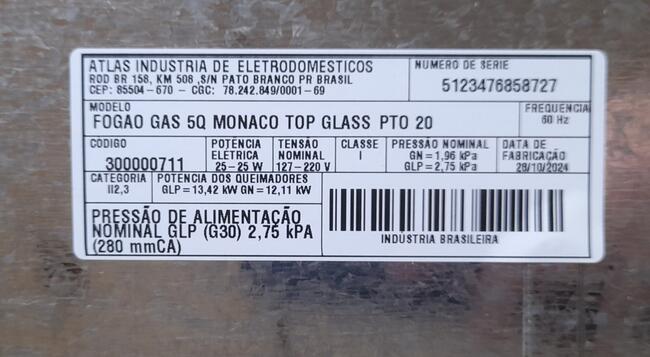 ATLAS INDUSTRIA DE ELETRODOMESTICOS
ROD BR 158, KM 508 ,S/N PATO BRANCO PR BRASIL
CEP: 85504-670 - CGC: 78.242.849/0001-69
NUMERO DE SERIE
5123476858727
MODELO
FOGAO GAS 5Q MONACO TOP GLASS PTO 20
FREQUENCIA
60 Hz
CODIGO
300000711
POTENCIA
ELETRICA
25-25 W
TENSÃO
NOMINAL
127-220 V
CLASSE
I
PRESSÃO NOMINAL
GN = 1,96 kPa
GLP = 2,75 kPa
DATA DE
FABRICAÇÃO
28/10/2024
CATEGORIA
II2,3
POTENCIA DOS QUEIMADORES
GLP = 13,42 kW GN = 12,11 kW
PRESSÃO DE ALIMENTAÇÃO
NOMINAL GLP (G30) 2,75 kPa
(280 mmCA)
INDUSTRIA BRASILEIRA